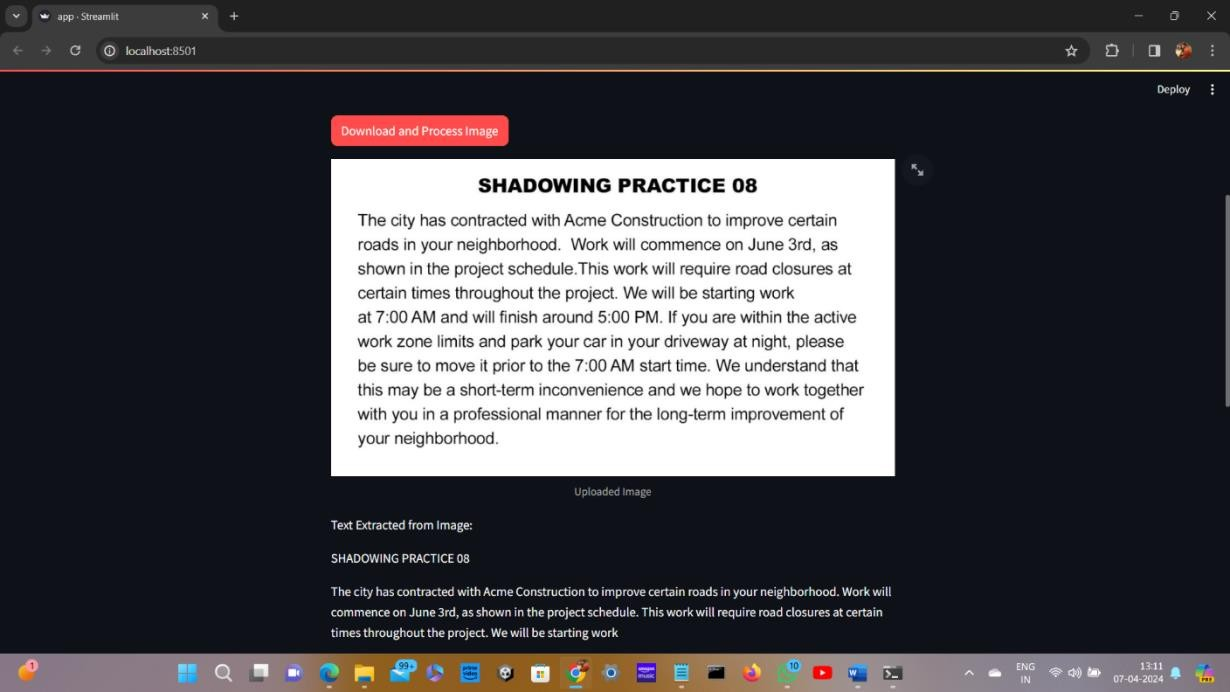 app · Streamlit
localhost:8501
Deploy
Download and Process Image
SHADOWING PRACTICE 08
The city has contracted with Acme Construction to improve certain
roads in your neighborhood.  Work will commence on June 3rd, as
shown in the project schedule.This work will require road closures at
certain times throughout the project. We will be starting work
at 7:00 AM and will finish around 5:00 PM. If you are within the active
work zone limits and park your car in your driveway at night, please
be sure to move it prior to the 7:00 AM start time. We understand that
this may be a short-term inconvenience and we hope to work together
with you in a professional manner for the long-term improvement of
your neighborhood.
Uploaded Image
Text Extracted from Image:
SHADOWING PRACTICE 08
The city has contracted with Acme Construction to improve certain roads in your neighborhood. Work will
commence on June 3rd, as shown in the project schedule. This work will require road closures at certain
times throughout the project. We will be starting work
1
99+
prime video
amazon music
10
W
ENG
IN
13:11
07-04-2024
PRE